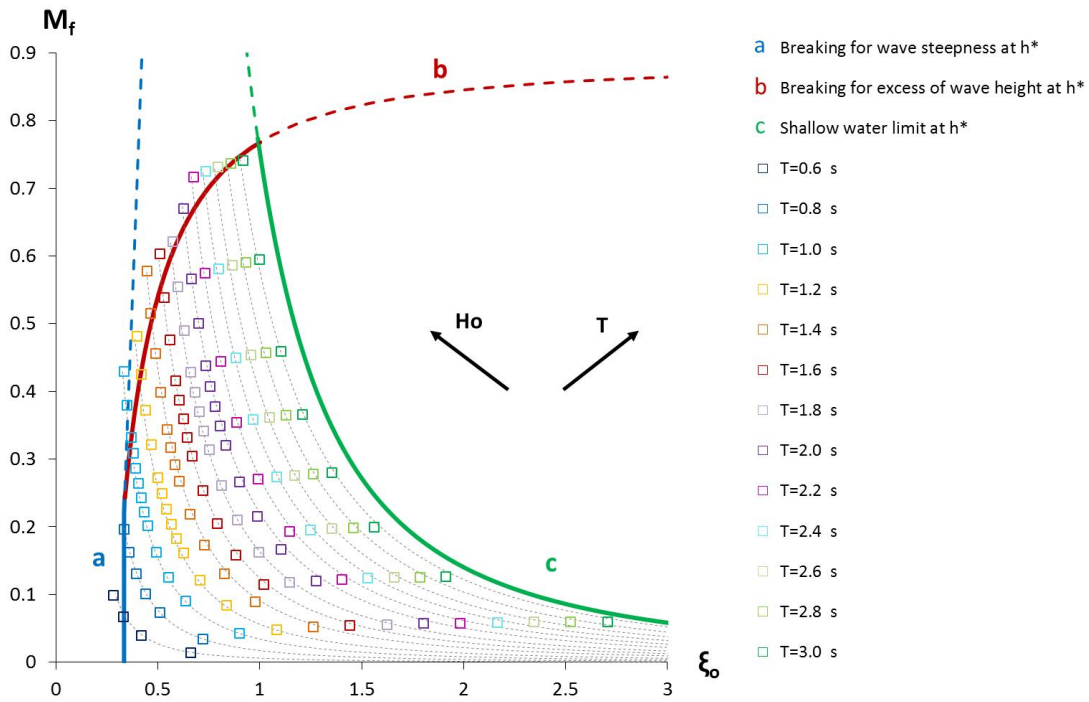 M_f
0.9
0.8
0.7
0.6
0.5
0.4
0.3
0.2
0.1
0
0 0.5 1 1.5 2 2.5 3
ξ_o
a
b
c
Ho
T
a Breaking for wave steepness at h*
b Breaking for excess of wave height at h*
c Shallow water limit at h*
T=0.6 s
T=0.8 s
T=1.0 s
T=1.2 s
T=1.4 s
T=1.6 s
T=1.8 s
T=2.0 s
T=2.2 s
T=2.4 s
T=2.6 s
T=2.8 s
T=3.0 s